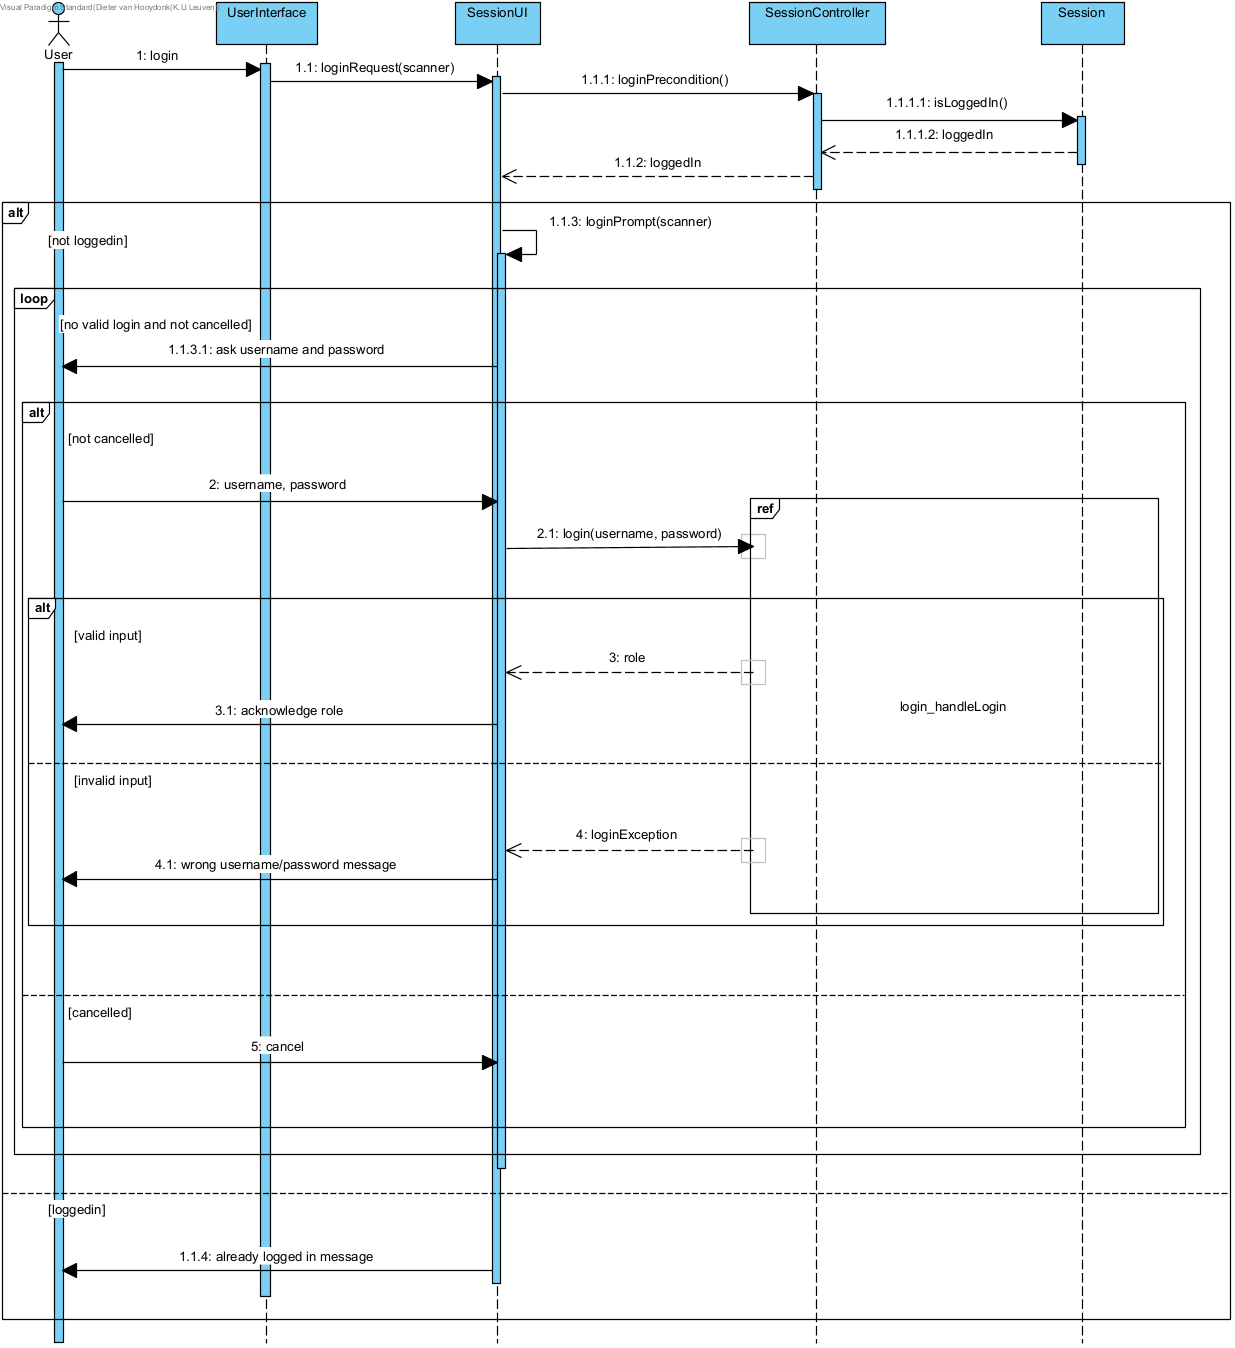 Visual Paradigm Standard(Dieter van Hooydonk(K.U.Leuven))
User
UserInterface
SessionUI
SessionController
Session
1: login
1.1: loginRequest(scanner)
1.1.1: loginPrecondition()
1.1.1.1: isLoggedIn()
1.1.1.2: loggedIn
1.1.2: loggedIn
alt
[not loggedin]
1.1.3: loginPrompt(scanner)
loop
[no valid login and not cancelled]
1.1.3.1: ask username and password
alt
[not cancelled]
2: username, password
ref
2.1: login(username, password)
alt
[valid input]
3: role
login_handleLogin
3.1: acknowledge role
[invalid input]
4: loginException
4.1: wrong username/password message
[cancelled]
5: cancel
[loggedin]
1.1.4: already logged in message